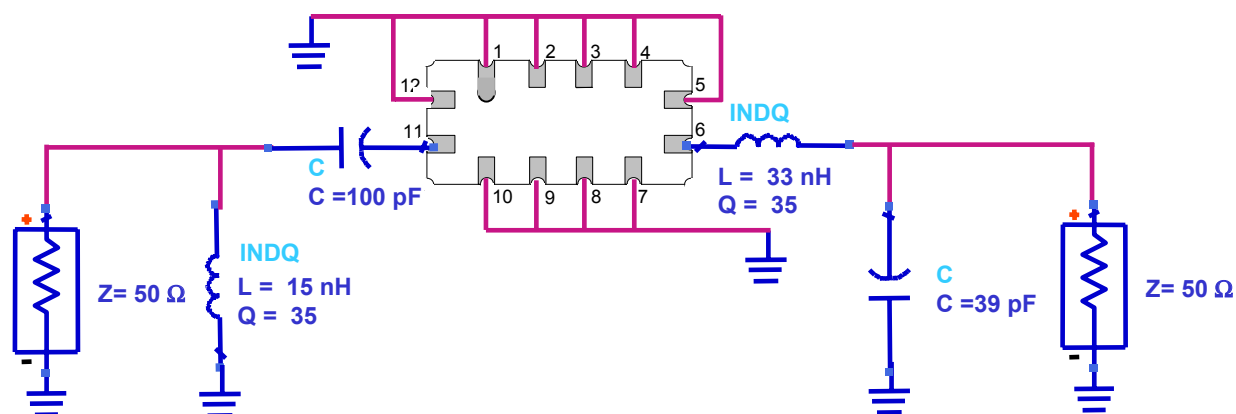 1
2
3
4
12
5
11
6
10
9
8
7
C
C =100 pF
INDQ
L = 33 nH
Q = 35
+
-
Z= 50 Ω
INDQ
L = 15 nH
Q = 35
C
C =39 pF
+
-
Z= 50 Ω